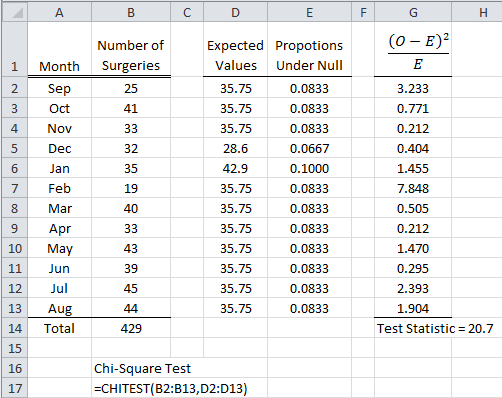 A B C D E F G H
Number of Expected Propotions (O − E)²
1 Month Surgeries Values Under Null E
2 Sep 25 35.75 0.0833 3.233
3 Oct 41 35.75 0.0833 0.771
4 Nov 33 35.75 0.0833 0.212
5 Dec 32 28.6 0.0667 0.404
6 Jan 35 42.9 0.1000 1.455
7 Feb 19 35.75 0.0833 7.848
8 Mar 40 35.75 0.0833 0.505
9 Apr 33 35.75 0.0833 0.212
10 May 43 35.75 0.0833 1.470
11 Jun 39 35.75 0.0833 0.295
12 Jul 45 35.75 0.0833 2.393
13 Aug 44 35.75 0.0833 1.904
14 Total 429 Test Statistic = 20.7
15
16 Chi-Square Test
17 =CHITEST(B2:B13,D2:D13)